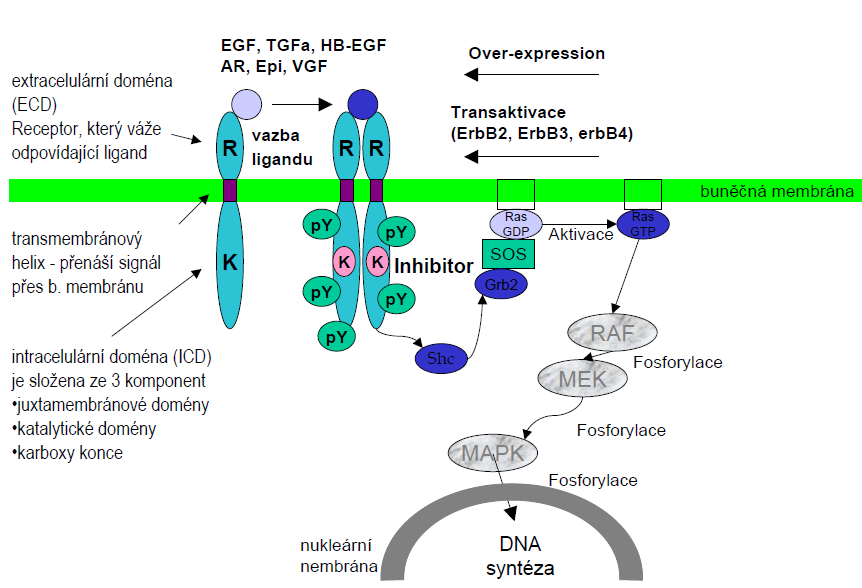 EGF, TGFa, HB-EGF
AR, Epi, VGF
Over-expression
extracelulární doména
(ECD)
Receptor, který váže
odpovídající ligand
Transaktivace
(ErbB2, ErbB3, erbB4)
R
vazba
ligandu
R
R
buněčná membrána
transmembránový
helix - přenáší signál
přes b. membránu
K
pY
pY
K
K
Inhibitor
pY
pY
pY
Ras
GDP
Aktivace
Ras
GTP
SOS
Grb2
Shc
RAF
Fosforylace
MEK
Fosforylace
MAPK
Fosforylace
intracelulární doména (ICD)
je složena ze 3 komponent
•juxtamembránové domény
•katalytické domény
•karboxy konce
nukleární
nembrána
DNA
syntéza